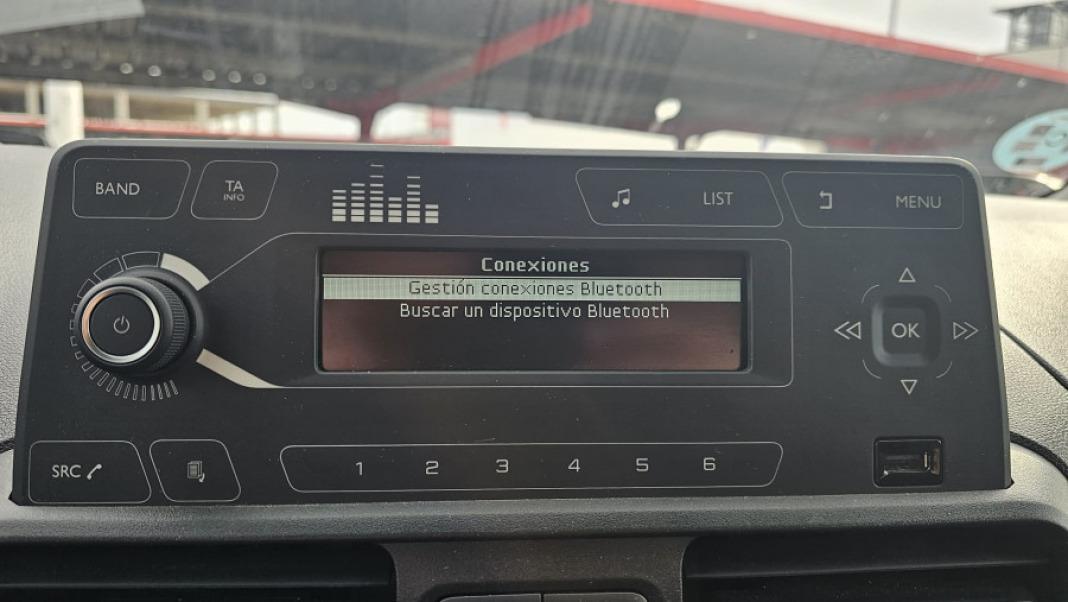 BAND
TA
INFO
LIST
MENU
Conexiones
Gestión conexiones Bluetooth
Buscar un dispositivo Bluetooth
OK
SRC
1 2 3 4 5 6